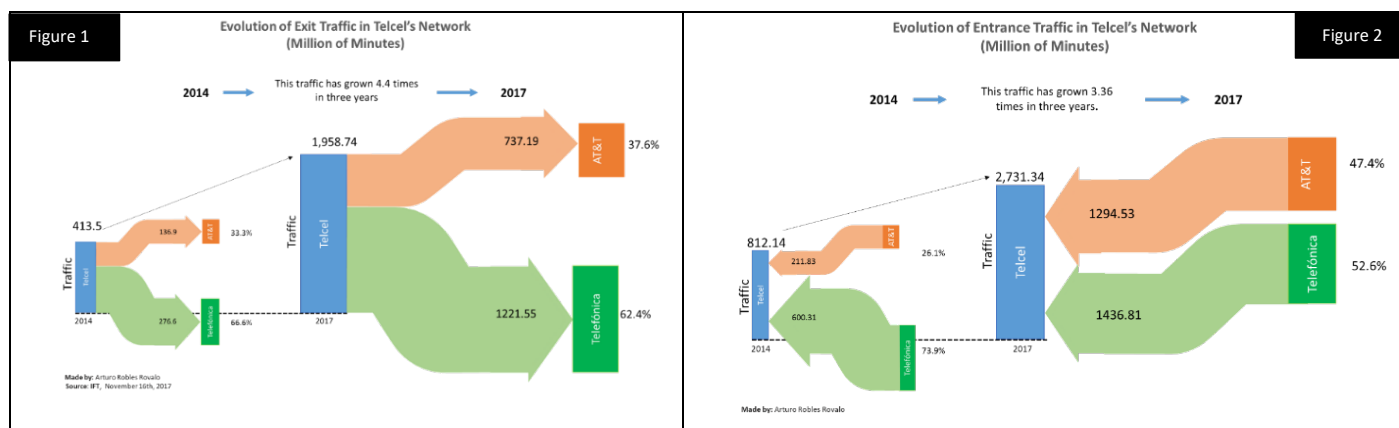 Figure 1
Evolution of Exit Traffic in Telcel's Network
(Million of Minutes)
2014
This traffic has grown 4.4 times
in three years
2017
1,958.74
737.19
AT&T
37.6%
413.5
136.9
AT&T
33.3%
Traffic
Telcel
Traffic
Telcel
276.6
Telefónica
66.6%
1221.55
Telefónica
62.4%
2014
2017
Made by: Arturo Robles Rovalo
Source: IFT, November 16th, 2017
Figure 2
Evolution of Entrance Traffic in Telcel's Network
(Million of Minutes)
2014
This traffic has grown 3.36
times in three years.
2017
2,731.34
1294.53
AT&T
47.4%
812.14
211.83
AT&T
26.1%
Traffic
Telcel
Traffic
Telcel
600.31
Telefónica
73.9%
1436.81
Telefónica
52.6%
2014
2017
Made by: Arturo Robles Rovalo